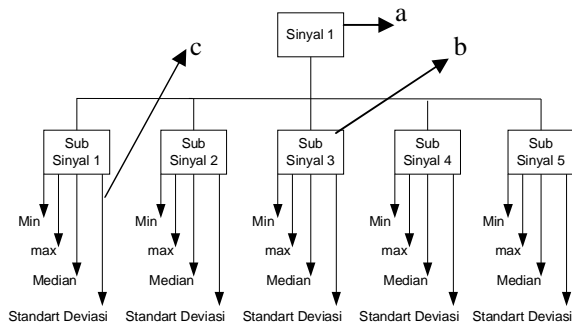 a
Sinyal 1
c
b
Sub
Sinyal 1
Sub
Sinyal 2
Sub
Sinyal 3
Sub
Sinyal 4
Sub
Sinyal 5
Min
Min
Min
Min
Min
max
max
max
max
max
Median
Median
Median
Median
Median
Standart Deviasi
Standart Deviasi
Standart Deviasi
Standart Deviasi
Standart Deviasi